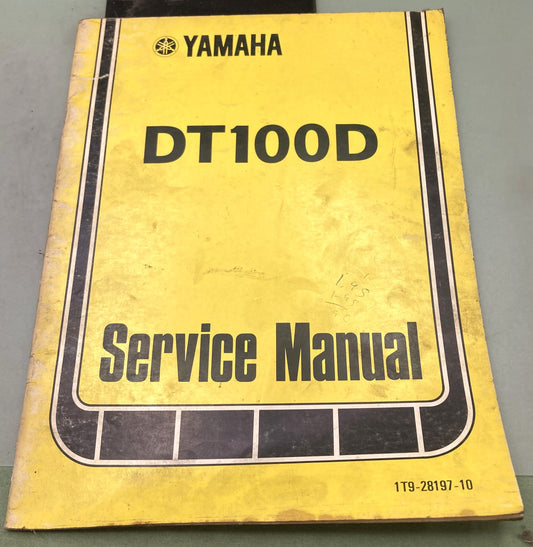 YAMAHA
DT100D
Service Manual
1T9-28197-10